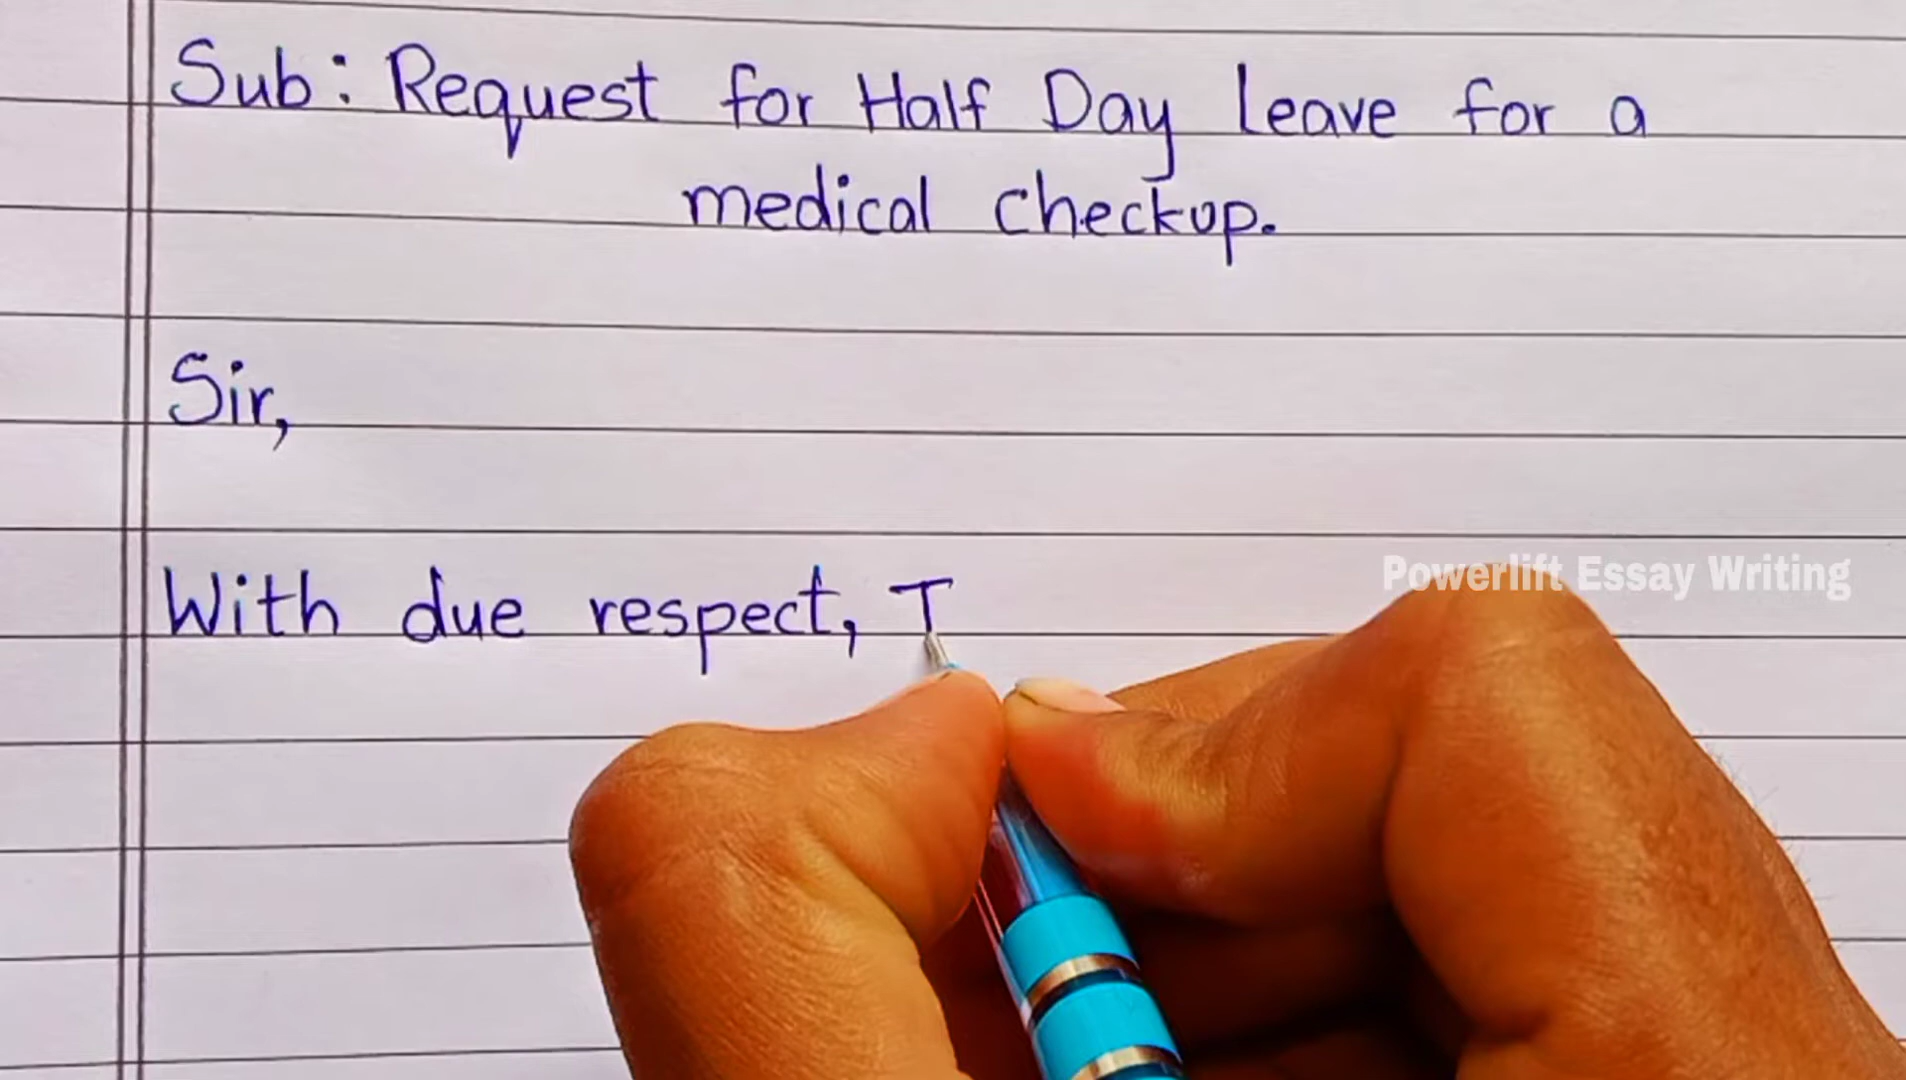 Sub: Request for Half Day leave for a
medical checkup.
Sir,
With due respect, I
Powerlift Essay Writing